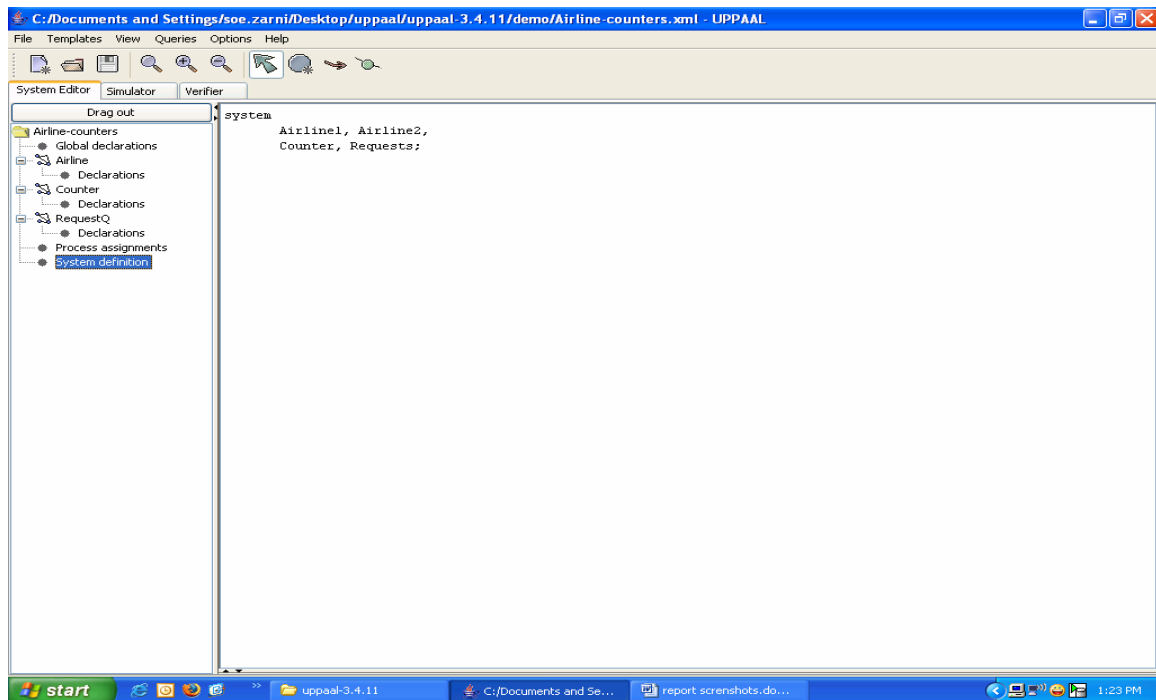 C:/Documents and Settings/soe.zarni/Desktop/uppaal/uppaal-3.4.11/demo/Airline-counters.xml - UPPAAL
File Templates View Queries Options Help
System Editor Simulator Verifier
Drag out
Airline-counters
Global declarations
Airline
Declarations
Counter
Declarations
RequestQ
Declarations
Process assignments
System definition
system
Airline1, Airline2,
Counter, Requests;
start
uppaal-3.4.11
C:/Documents and Se...
report screnshots.do...
1:23 PM